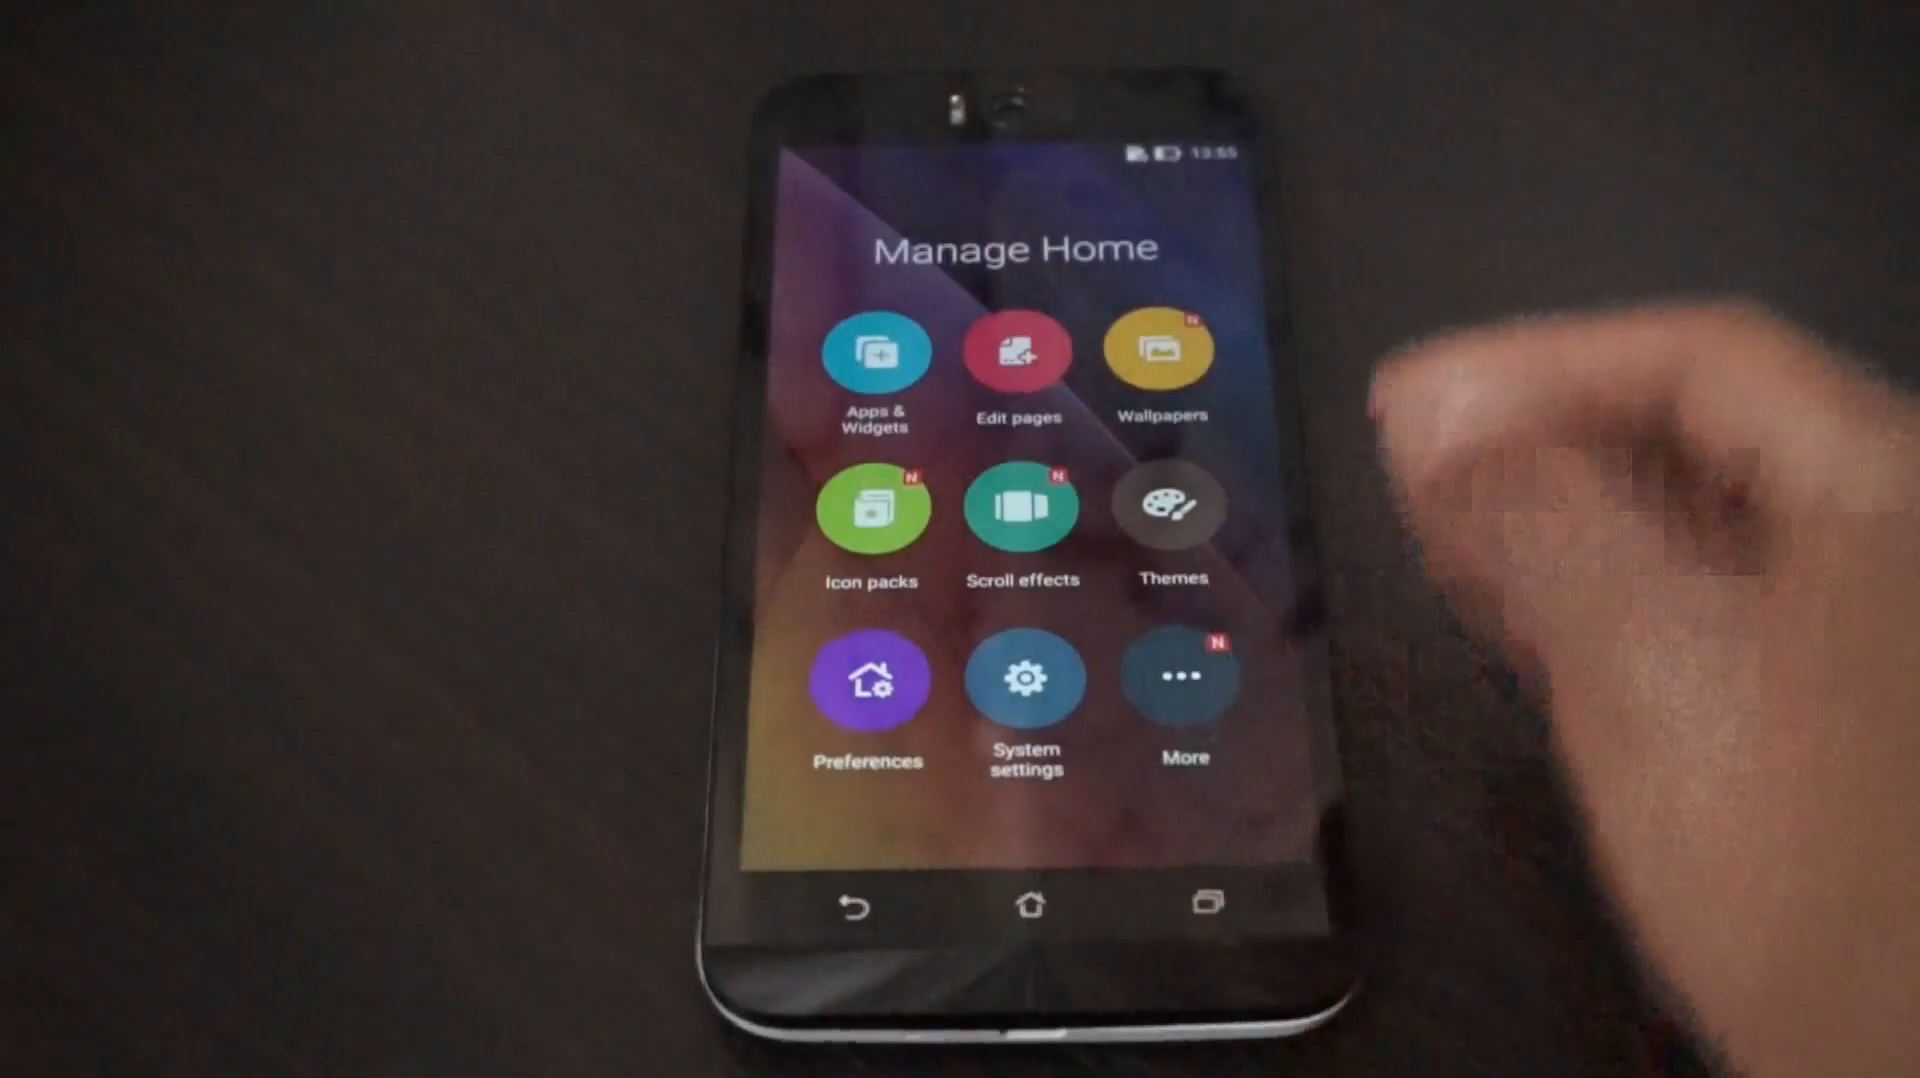 13:55
Manage Home
Apps &
Widgets
Edit pages
N
Wallpapers
N
Icon packs
N
Scroll effects
Themes
Preferences
System
settings
N
More